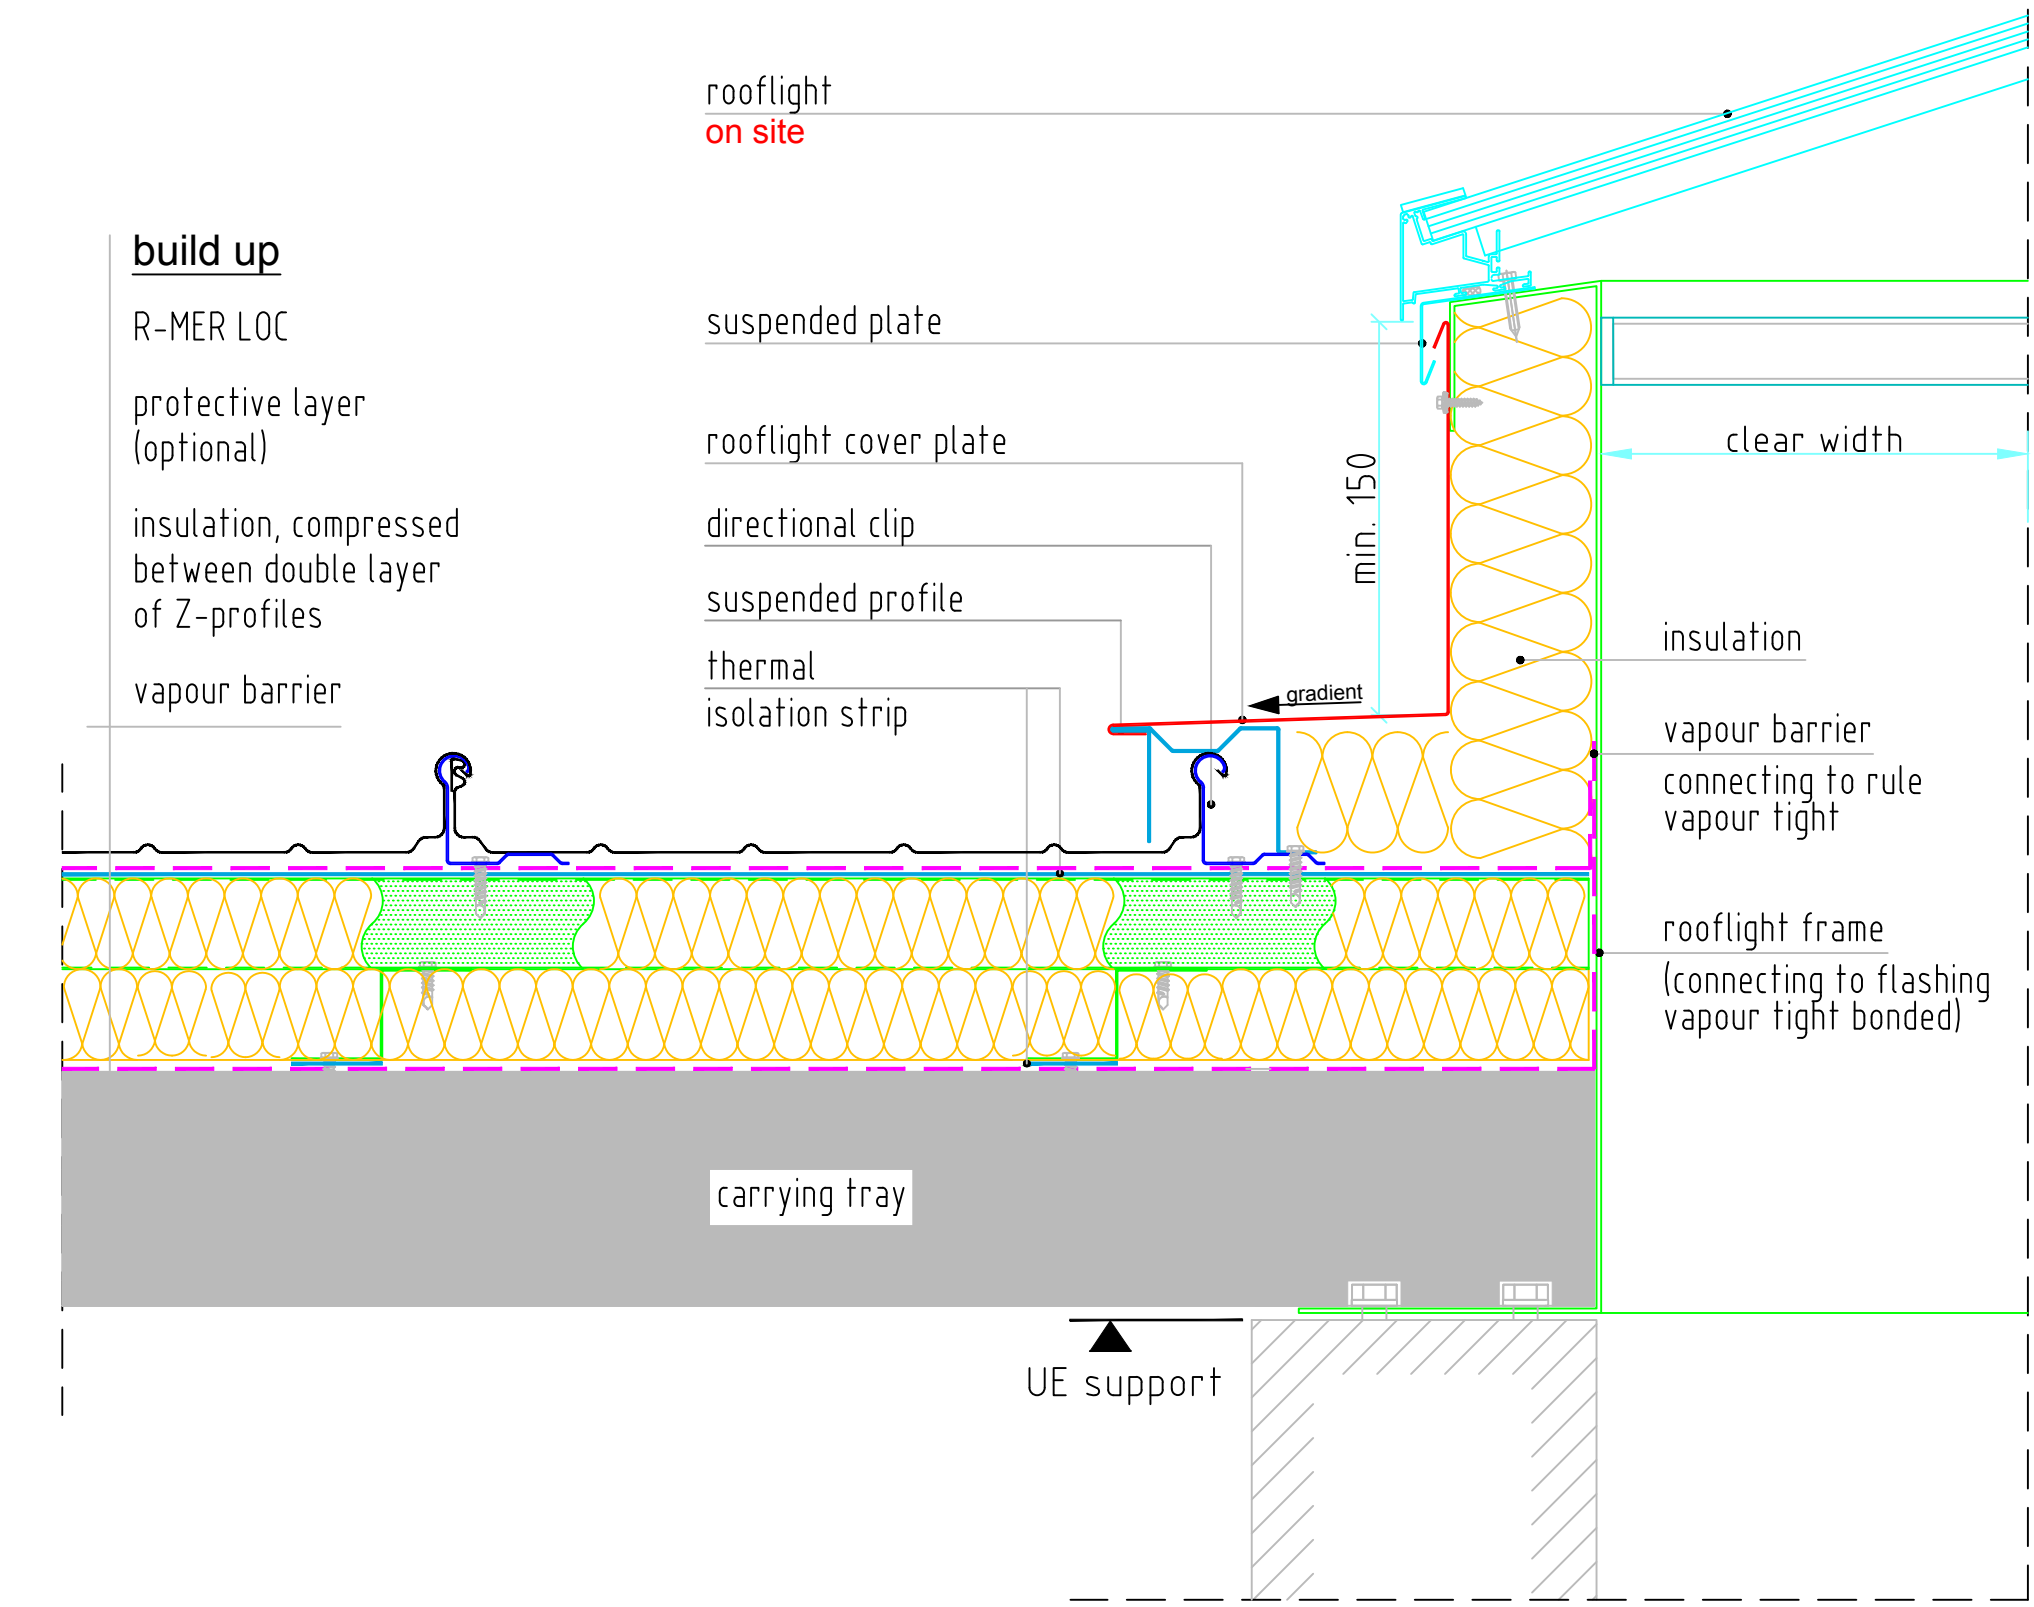 rooflight
on site
build up
R-MER LOC
protective layer
(optional)
insulation, compressed
between double layer
of Z-profiles
vapour barrier
suspended plate
rooflight cover plate
directional clip
suspended profile
thermal
isolation strip
min. 150
gradient
clear width
insulation
vapour barrier
connecting to rule
vapour tight
rooflight frame
(connecting to flashing
vapour tight bonded)
carrying tray
UE support